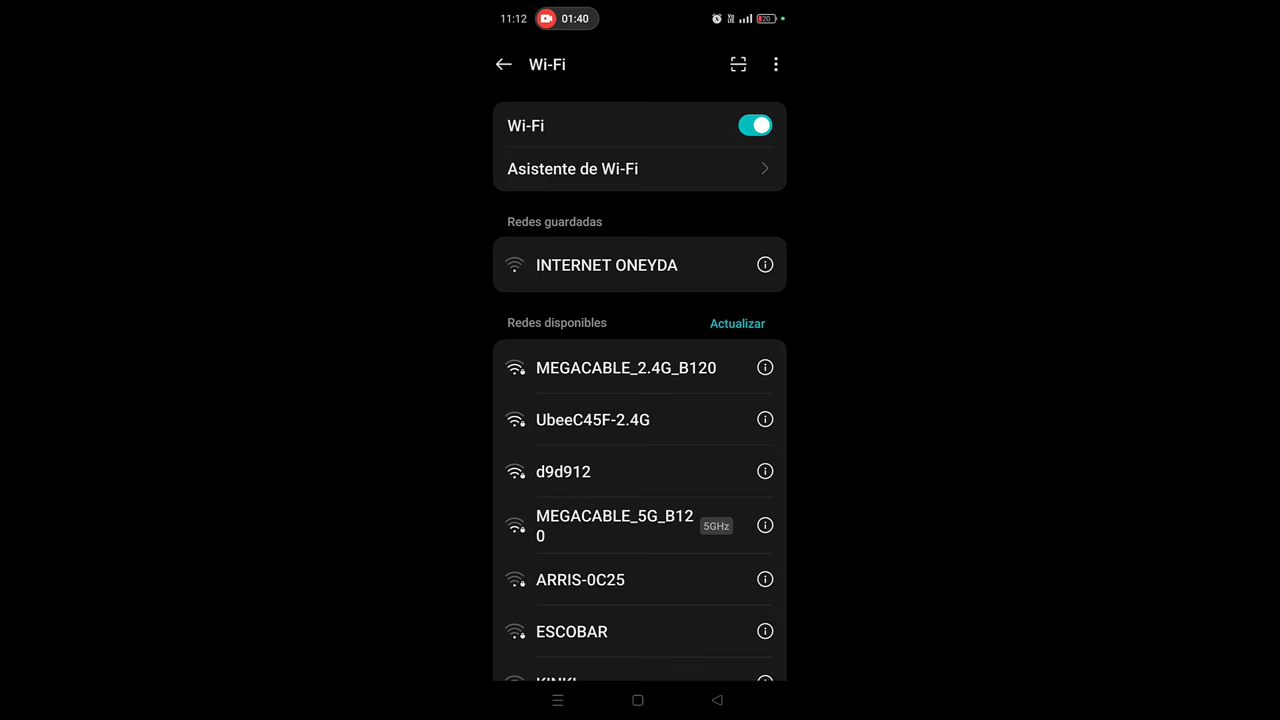 11:12 01:40 20
Wi-Fi
Wi-Fi
Asistente de Wi-Fi
Redes guardadas
INTERNET ONEYDA
Redes disponibles Actualizar
MEGACABLE_2.4G_B120
UbeeC45F-2.4G
d9d912
MEGACABLE_5G_B12
0 5GHz
ARRIS-0C25
ESCOBAR